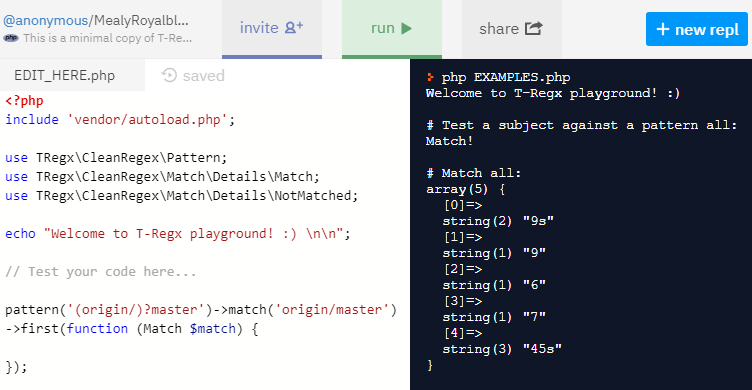 @anonymous/MealyRoyalbl...
php This is a minimal copy of T-Re...
invite
run
share
+ new repl
EDIT_HERE.php
saved
<?php
include 'vendor/autoload.php';
use TRegx\CleanRegex\Pattern;
use TRegx\CleanRegex\Match\Details\Match;
use TRegx\CleanRegex\Match\Details\NotMatched;
echo "Welcome to T-Regx playground! :) \n\n";
// Test your code here...
pattern('(origin/)?master')->match('origin/master')
->first(function (Match $match) {
});
> php EXAMPLES.php
Welcome to T-Regx playground! :)
# Test a subject against a pattern all:
Match!
# Match all:
array(5) {
[0]=>
string(2) "9s"
[1]=>
string(1) "9"
[2]=>
string(1) "6"
[3]=>
string(1) "7"
[4]=>
string(3) "45s"
}